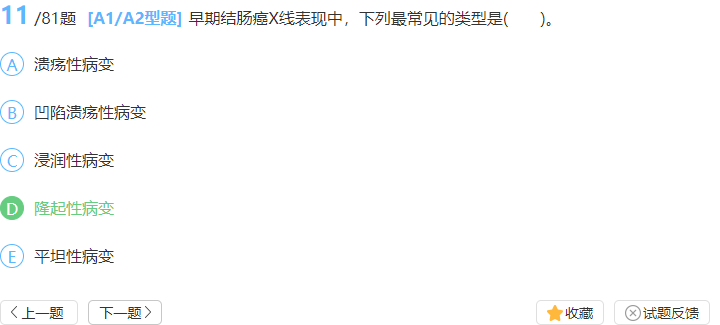 11 /81题 [A1/A2型题] 早期结肠癌X线表现中，下列最常见的类型是(  )。
A 溃疡性病变
B 凹陷溃疡性病变
C 浸润性病变
D 隆起性病变
E 平坦性病变
上一题 下一题 收藏 试题反馈